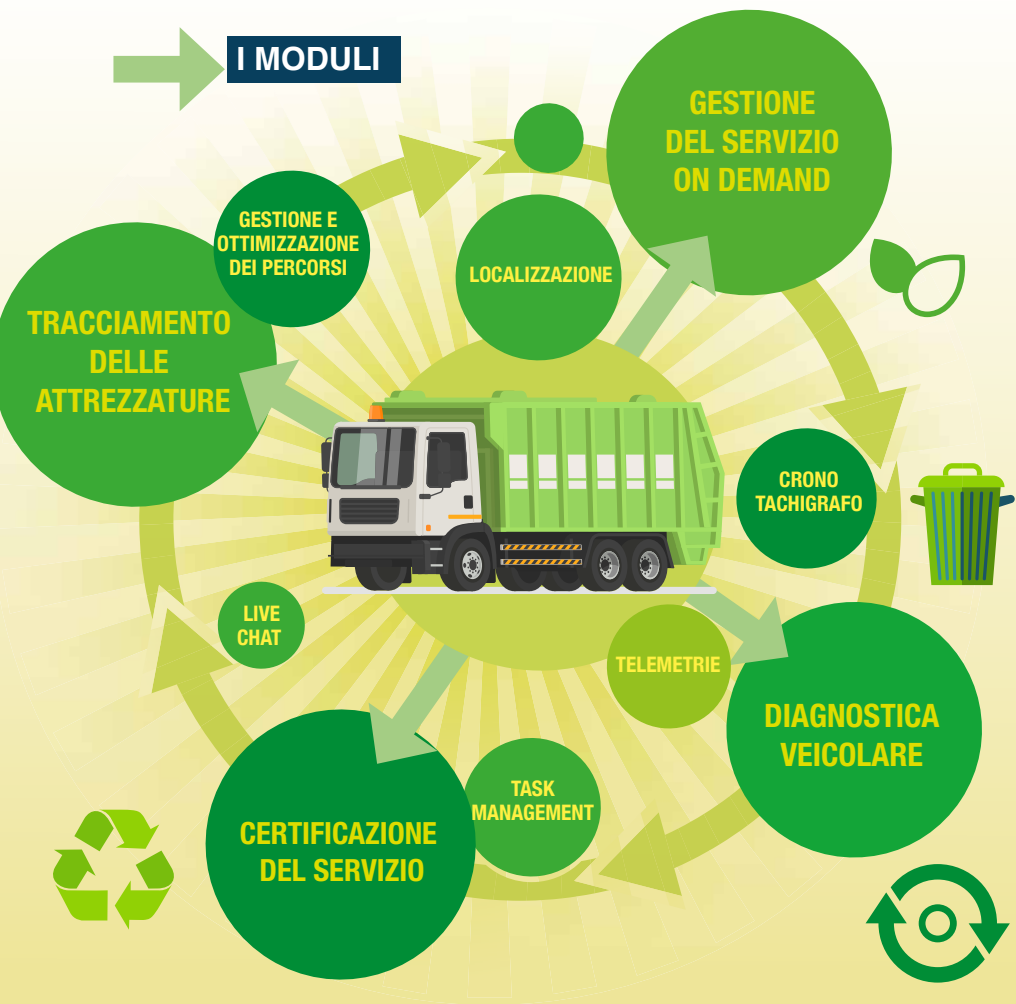 I MODULI
GESTIONE
DEL SERVIZIO
ON DEMAND
GESTIONE E
OTTIMIZZAZIONE
DEI PERCORSI
LOCALIZZAZIONE
TRACCIAMENTO
DELLE
ATTREZZATURE
CRONO
TACHIGRAFO
LIVE
CHAT
TELEMETRIE
DIAGNOSTICA
VEICOLARE
TASK
MANAGEMENT
CERTIFICAZIONE
DEL SERVIZIO